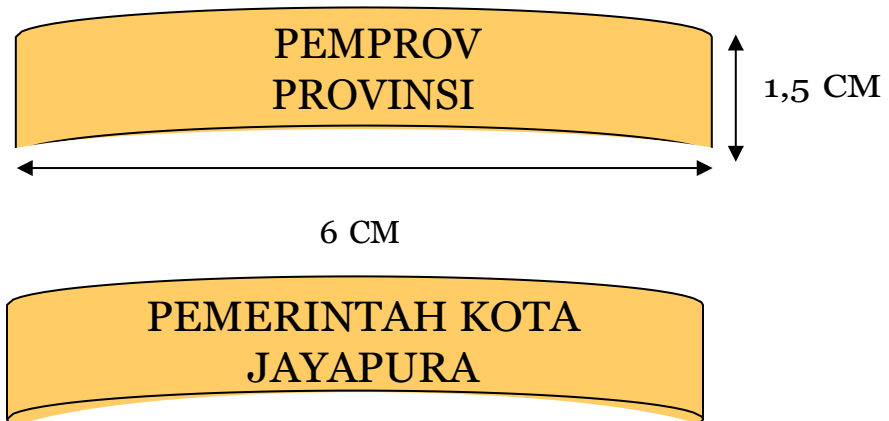 PEMPROV
PROVINSI
1,5 CM
6 CM
PEMERINTAH KOTA
JAYAPURA